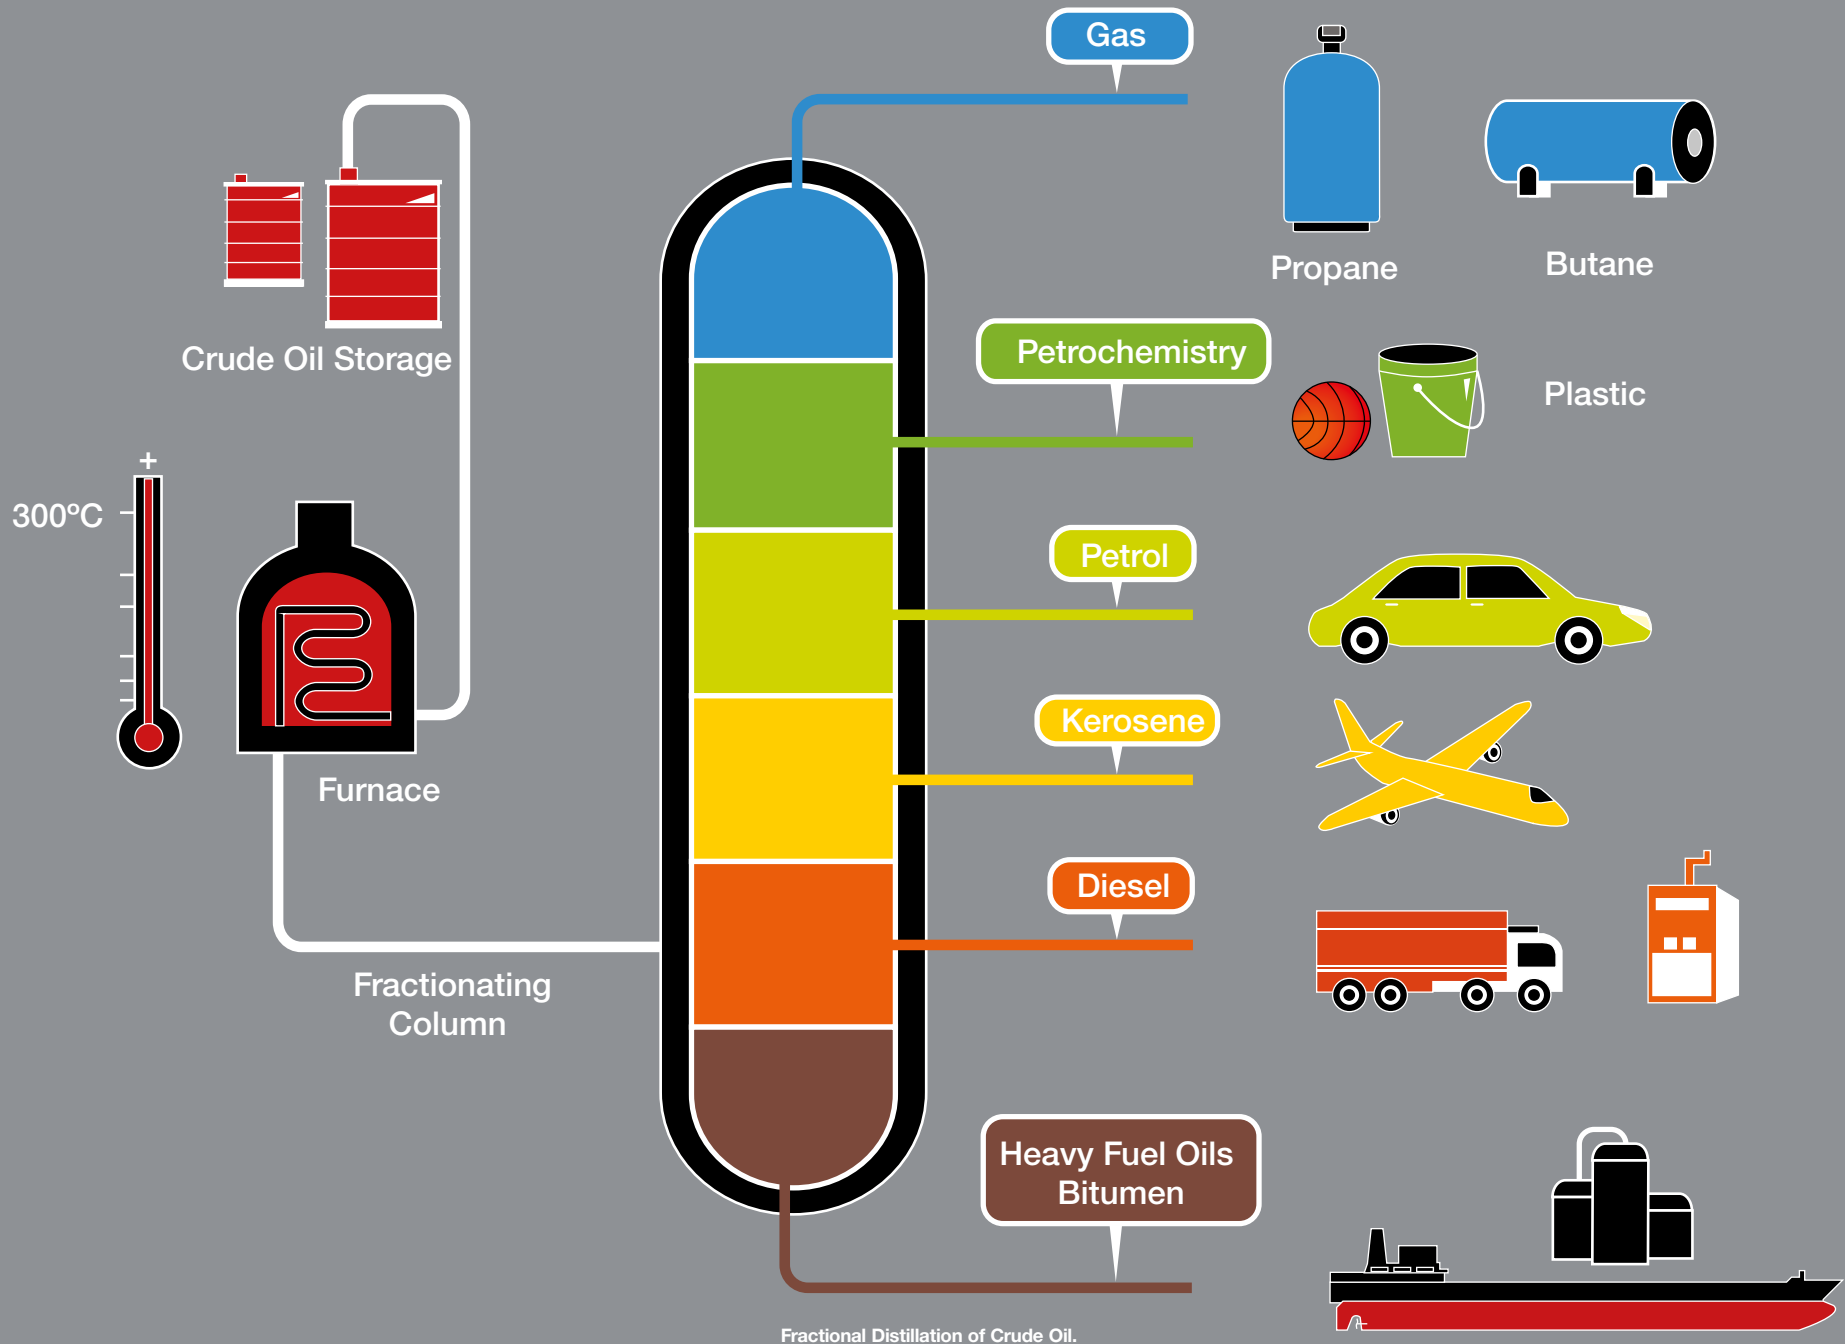 Gas
Propane
Butane
Crude Oil Storage
Petrochemistry
Plastic
+
300ºC
Petrol
Kerosene
Furnace
Diesel
Fractionating
Column
Heavy Fuel Oils
Bitumen
Fractional Distillation of Crude Oil.